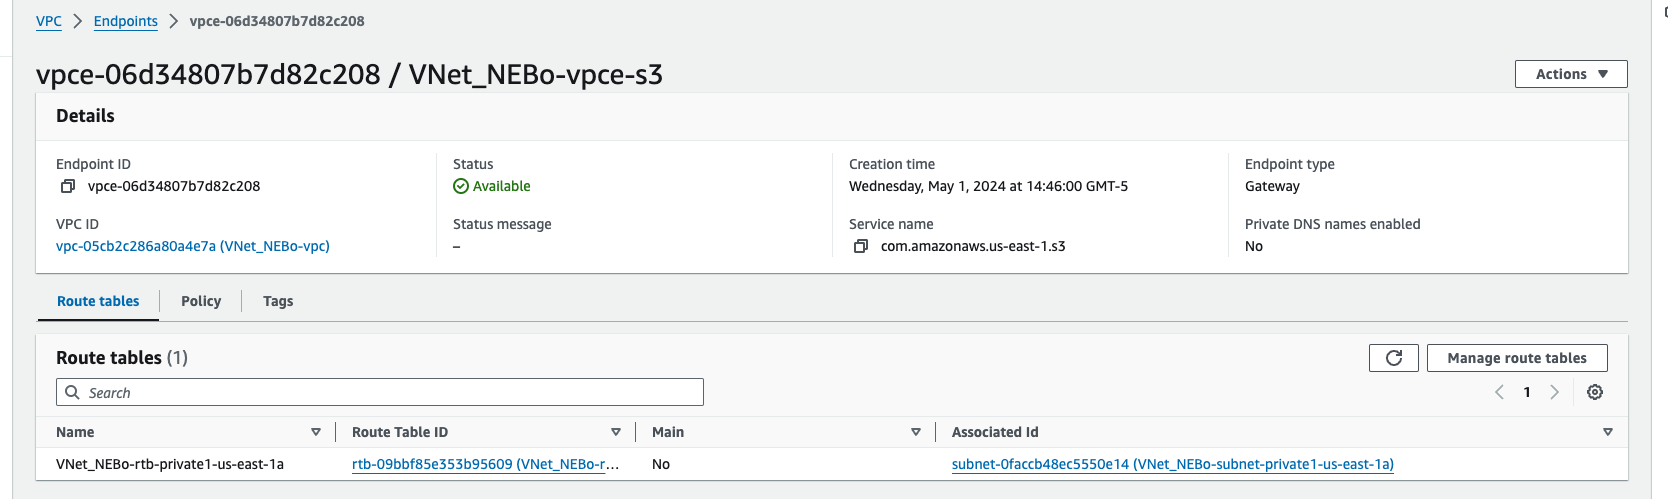 VPC > Endpoints > vpce-06d34807b7d82c208
vpce-06d34807b7d82c208 / VNet_NEBo-vpce-s3
Actions
Details
Endpoint ID
vpce-06d34807b7d82c208
Status
Available
Creation time
Wednesday, May 1, 2024 at 14:46:00 GMT-5
Endpoint type
Gateway
VPC ID
vpc-05cb2c286a80a4e7a (VNet_NEBo-vpc)
Status message
–
Service name
com.amazonaws.us-east-1.s3
Private DNS names enabled
No
Route tables Policy Tags
Route tables (1)
Manage route tables
Search
1
Name Route Table ID Main Associated Id
VNet_NEBo-rtb-private1-us-east-1a rtb-09bbf85e353b95609 (VNet_NEBo-r... No subnet-0faccb48ec5550e14 (VNet_NEBo-subnet-private1-us-east-1a)